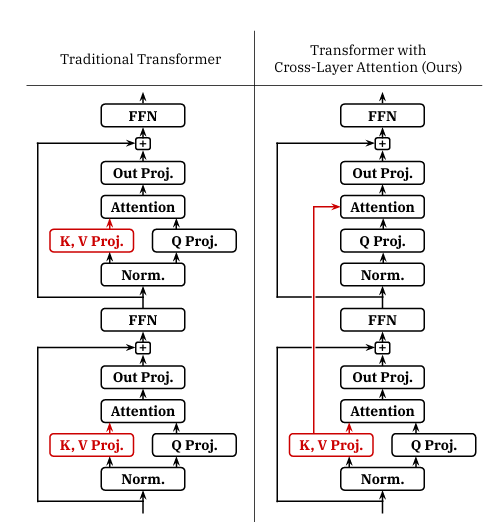 Traditional Transformer
FFN
+
Out Proj.
Attention
K, V Proj.
Q Proj.
Norm.
FFN
+
Out Proj.
Attention
K, V Proj.
Q Proj.
Norm.
Transformer with
Cross-Layer Attention (Ours)
FFN
+
Out Proj.
Attention
Q Proj.
Norm.
FFN
+
Out Proj.
Attention
K, V Proj.
Q Proj.
Norm.